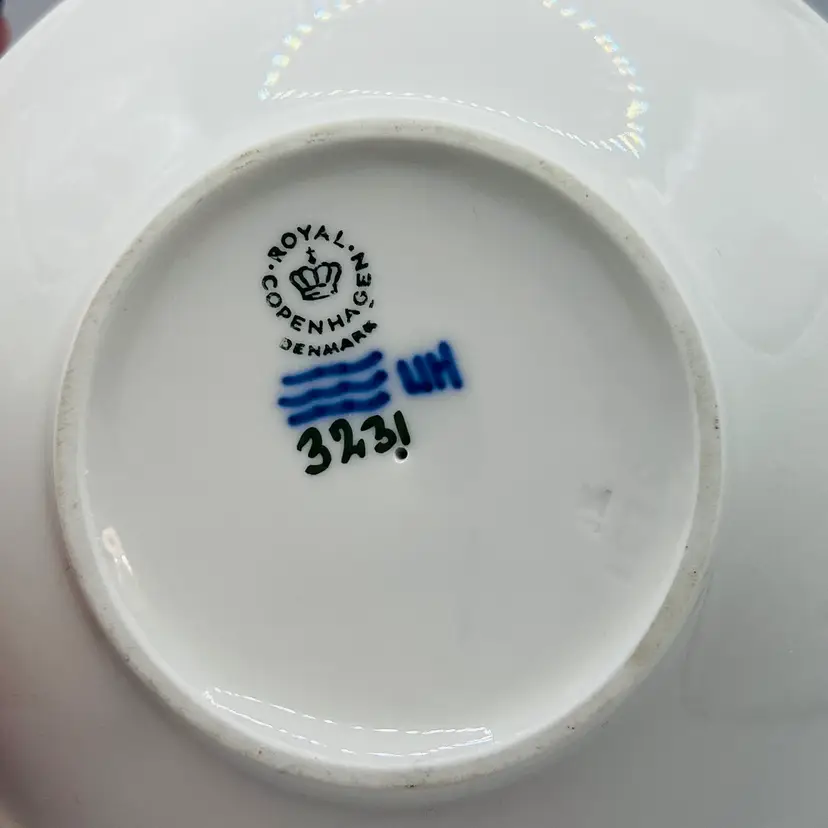 ROYAL COPENHAGEN
DENMARK
UH
3231